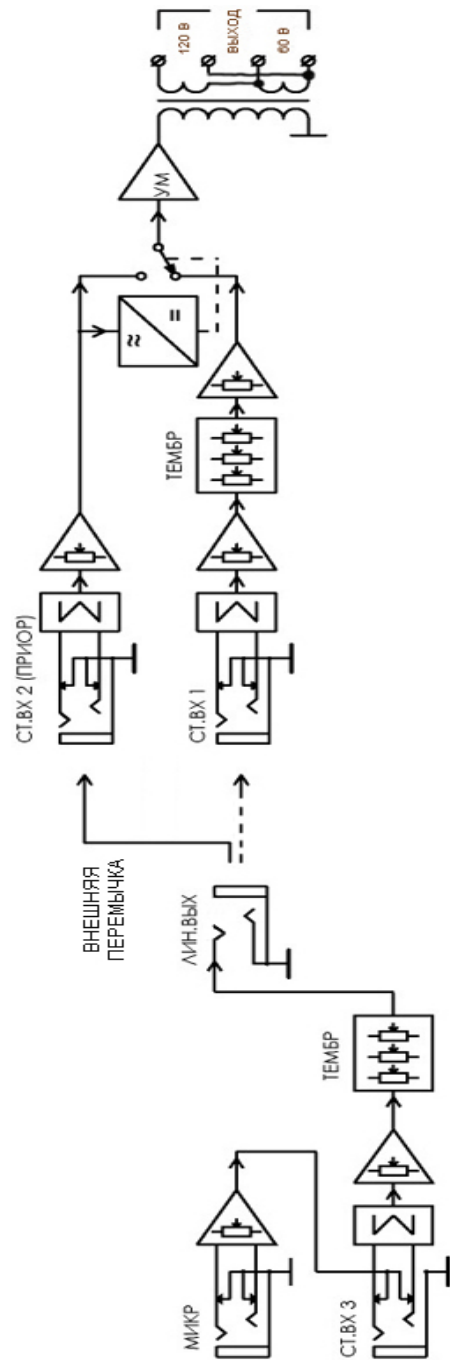 МИКР
СТ.ВХ 3
ТЕМБР
ЛИН.ВЫХ
ВНЕШНЯЯ
ПЕРЕМЫЧКА
СТ.ВХ 2 (ПРИОР)
СТ.ВХ 1
ТЕМБР
УМ
120 В
ВЫХОД
60 В